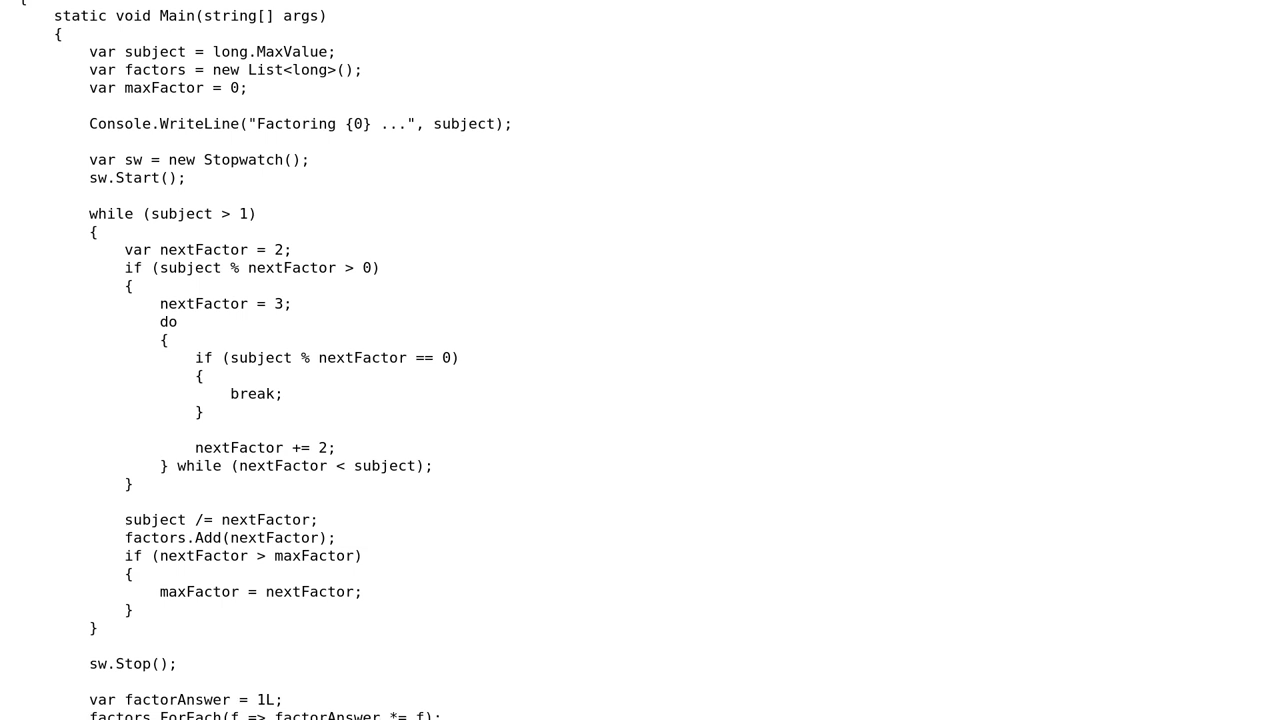 {
static void Main(string[] args)
{
var subject = long.MaxValue;
var factors = new List<long>();
var maxFactor = 0;
Console.WriteLine("Factoring {0} ...", subject);
var sw = new Stopwatch();
sw.Start();
while (subject > 1)
{
var nextFactor = 2;
if (subject % nextFactor > 0)
{
nextFactor = 3;
do
{
if (subject % nextFactor == 0)
{
break;
}
nextFactor += 2;
} while (nextFactor < subject);
}
subject /= nextFactor;
factors.Add(nextFactor);
if (nextFactor > maxFactor)
{
maxFactor = nextFactor;
}
}
sw.Stop();
var factorAnswer = 1L;
factors.ForEach(f => factorAnswer *= f);